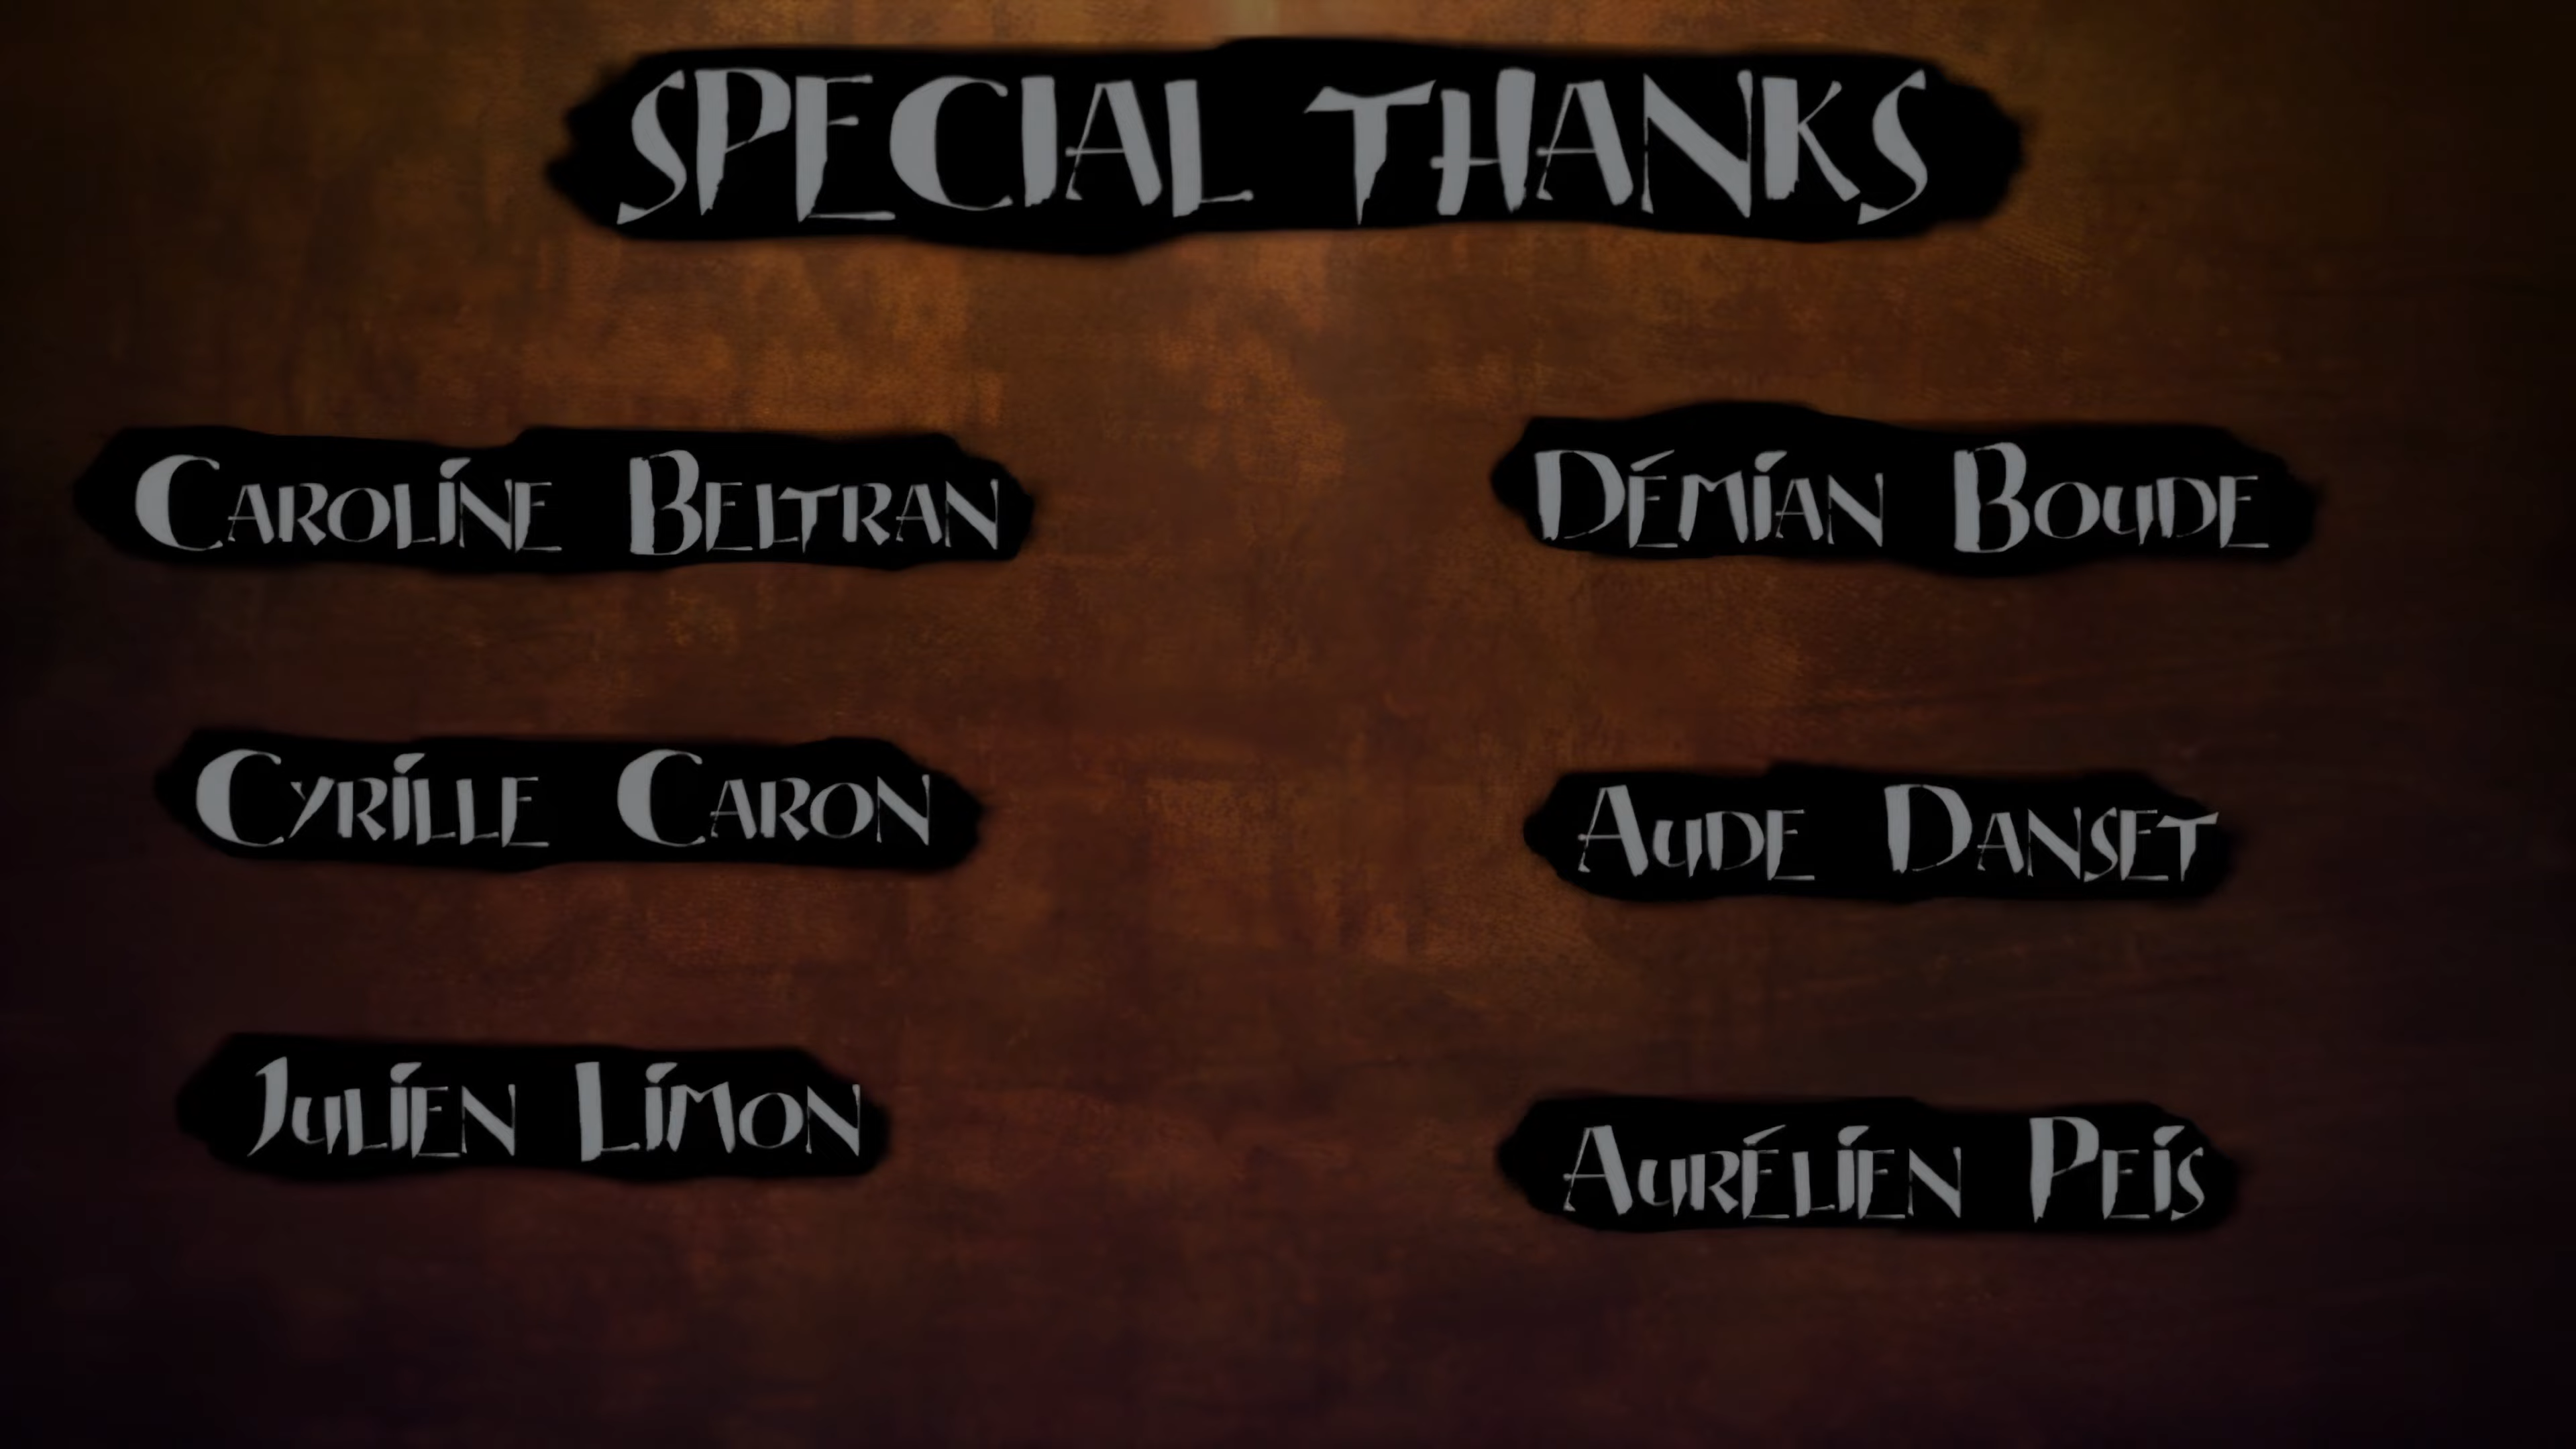 SPECIAL THANKS
Caroline Beltran
Démian Boude
Cyrille Caron
Aude Danset
Julien Limon
Aurélien Peis